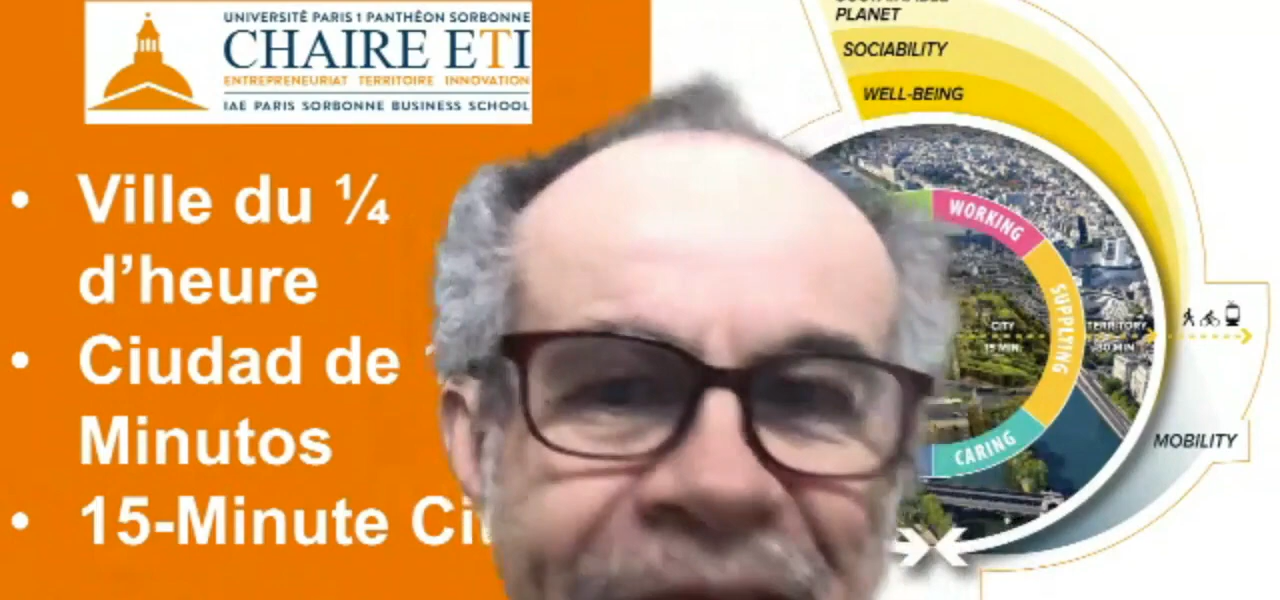 UNIVERSITÉ PARIS 1 PANTHÉON SORBONNE
CHAIRE ETI
ENTREPRENEURIAT TERRITOIRE INNOVATION
IAE PARIS SORBONNE BUSINESS SCHOOL
• Ville du ¼
d'heure
• Ciudad de
Minutos
• 15-Minute
PLANET
SOCIABILITY
WELL-BEING
WORKING
SUPPLYING
CARING
CITY
15 MIN
TERRITORY
30 MIN
MOBILITY